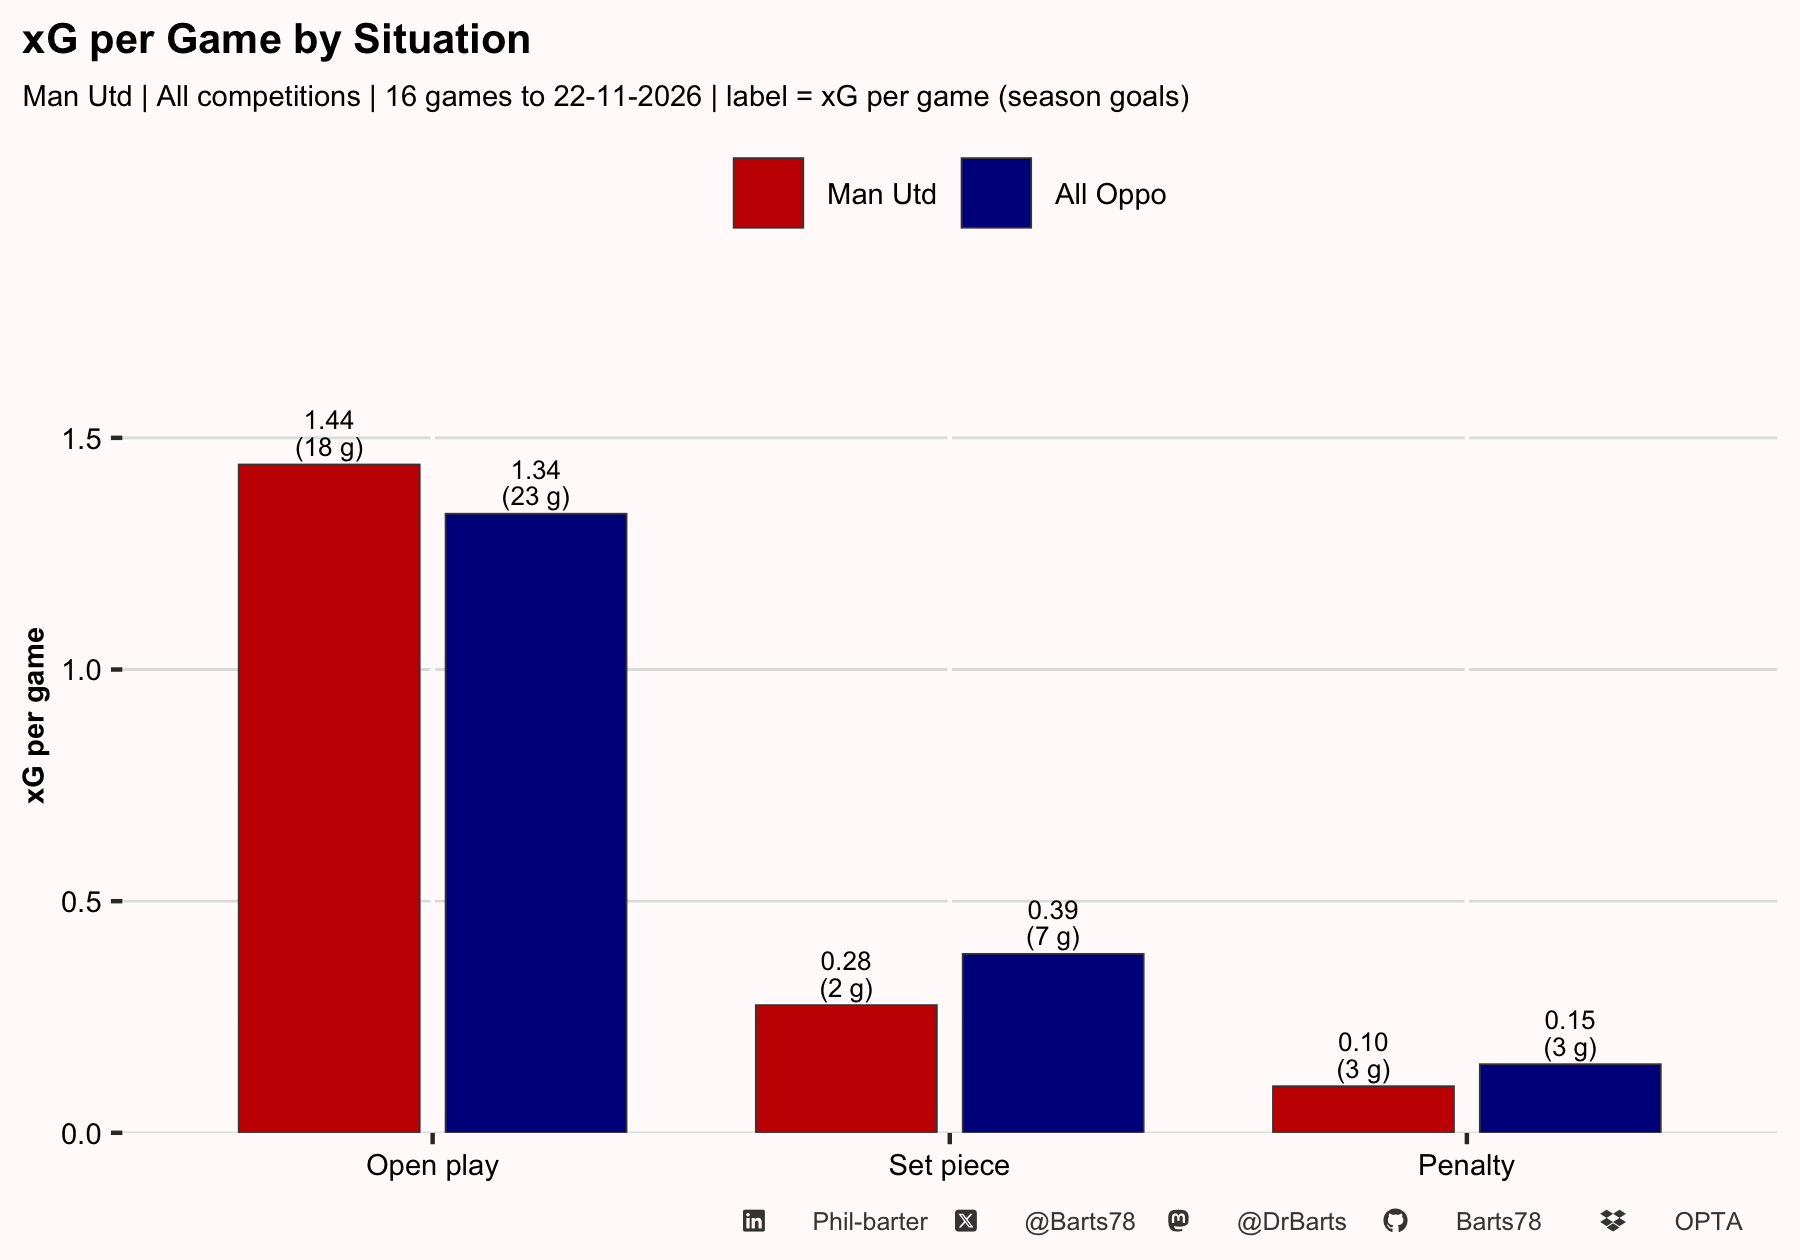 xG per Game by Situation
Man Utd | All competitions | 16 games to 22-11-2026 | label = xG per game (season goals)
Man Utd
All Oppo
xG per game
1.5
1.0
0.5
0.0
1.44
(18 g)
1.34
(23 g)
0.28
(2 g)
0.39
(7 g)
0.10
(3 g)
0.15
(3 g)
Open play
Set piece
Penalty
Phil-barter
@Barts78
@DrBarts
Barts78
OPTA